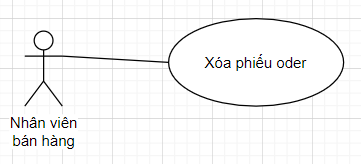 Xóa phiếu oder
Nhân viên
bán hàng